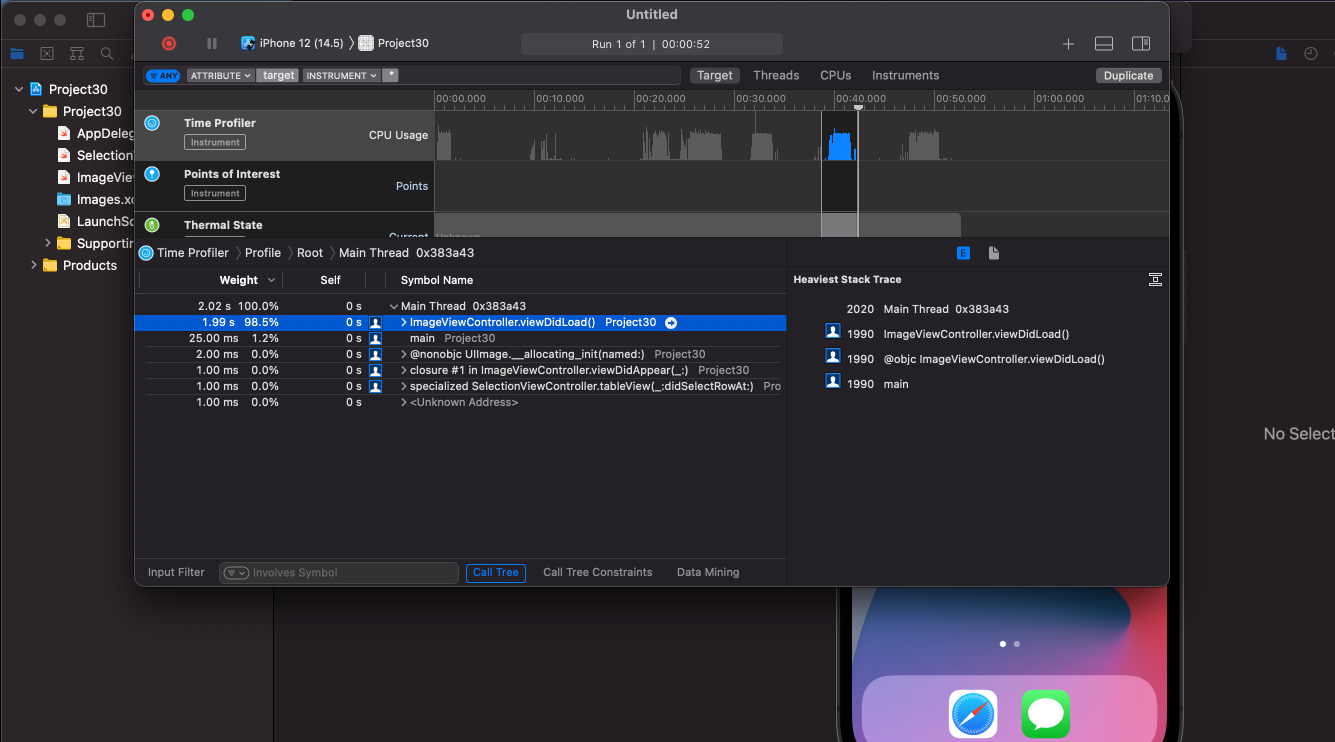 Untitled
iPhone 12 (14.5) 〉 Project30
Run 1 of 1 | 00:00:52
ANY ATTRIBUTE target INSTRUMENT *
Target Threads CPUs Instruments Duplicate
00:00.000 00:10.000 00:20.000 00:30.000 00:40.000 00:50.000 01:00.000 01:10.0
Time Profiler
Instrument
CPU Usage
Points of Interest
Instrument
Points
Thermal State
Current
Unknown
Project30
Project30
AppDeleg
Selection
ImageView
Images.xc
LaunchSc
Supportin
Products
Time Profiler 〉 Profile 〉 Root 〉 Main Thread 0x383a43
E
Weight Self Symbol Name
2.02 s 100.0% 0 s Main Thread 0x383a43
1.99 s 98.5% 0 s ImageViewController.viewDidLoad() Project30
25.00 ms 1.2% 0 s main Project30
2.00 ms 0.0% 0 s @nonobjc UIImage.__allocating_init(named:) Project30
1.00 ms 0.0% 0 s closure #1 in ImageViewController.viewDidAppear(_:) Project30
1.00 ms 0.0% 0 s specialized SelectionViewController.tableView(_:didSelectRowAt:) Pro
1.00 ms 0.0% 0 s <Unknown Address>
Heaviest Stack Trace
2020 Main Thread 0x383a43
1990 ImageViewController.viewDidLoad()
1990 @objc ImageViewController.viewDidLoad()
1990 main
No Select
Input Filter Involves Symbol Call Tree Call Tree Constraints Data Mining